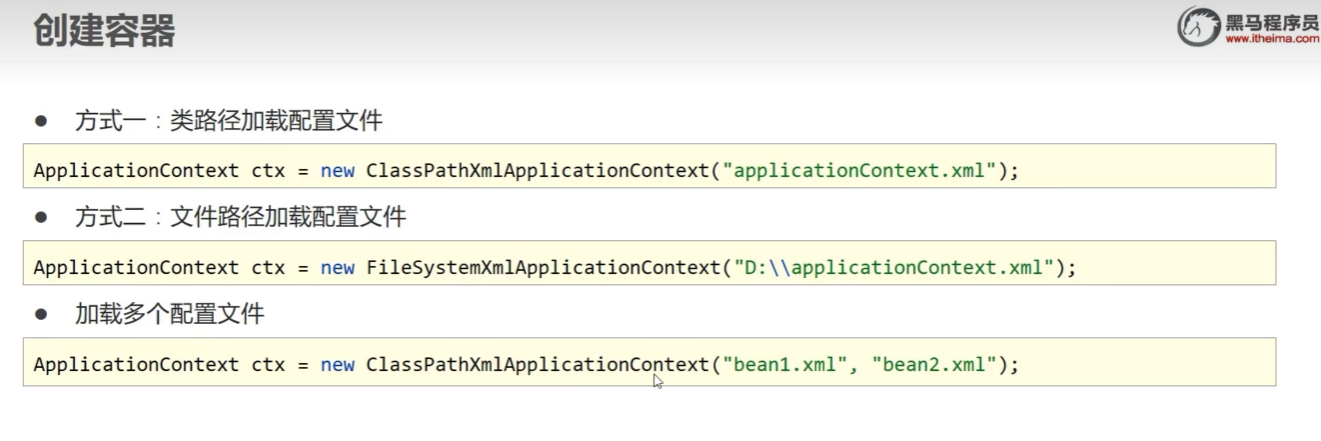 创建容器
黑马程序员
www.itheima.com
● 方式一：类路径加载配置文件
ApplicationContext ctx = new ClassPathXmlApplicationContext("applicationContext.xml");
● 方式二：文件路径加载配置文件
ApplicationContext ctx = new FileSystemXmlApplicationContext("D:\\applicationContext.xml");
● 加载多个配置文件
ApplicationContext ctx = new ClassPathXmlApplicationContext("bean1.xml", "bean2.xml");